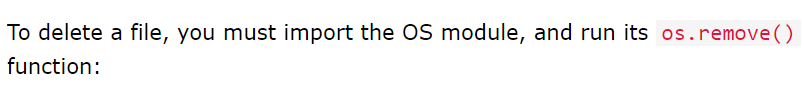 To delete a file, you must import the OS module, and run its os.remove()
function: